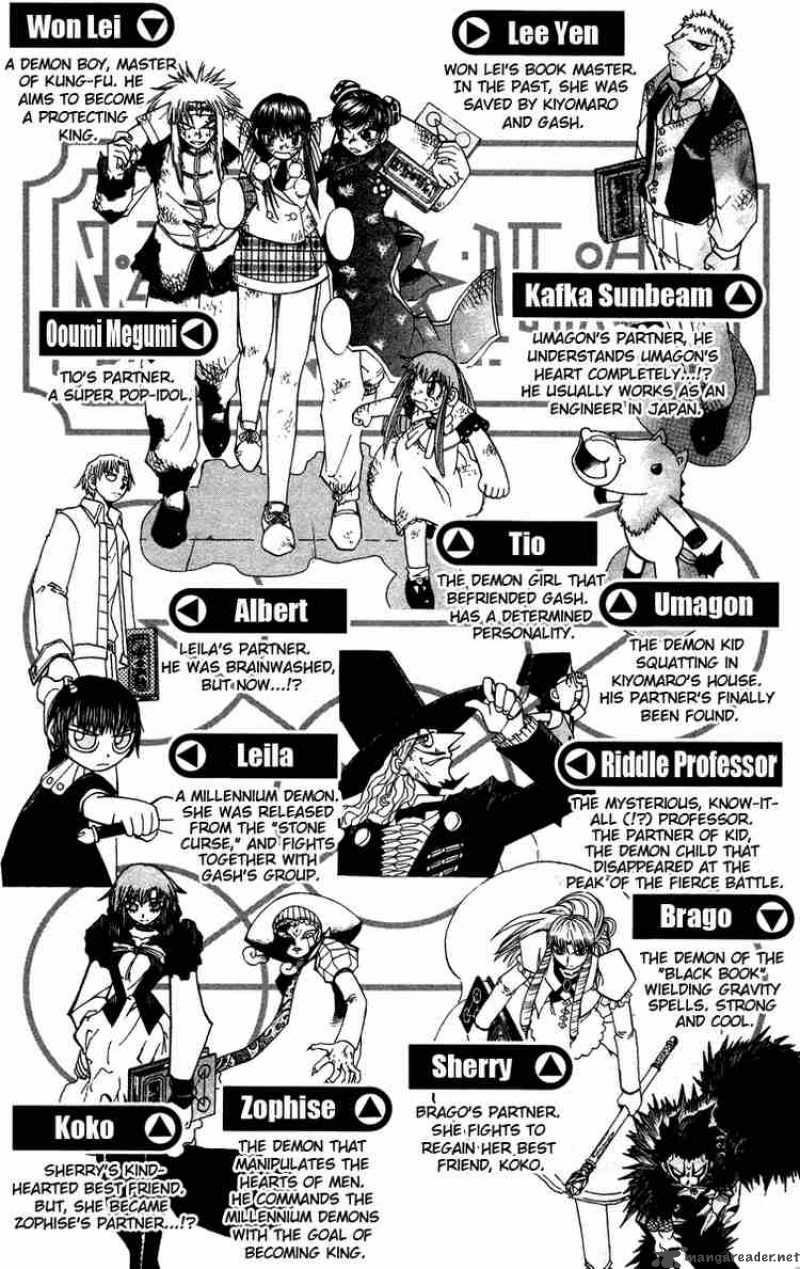 Won Lei
A DEMON BOY, MASTER
OF KUNG-FU. HE
AIMS TO BECOME
A PROTECTING
KING.
Lee Yen
WON LEI'S BOOK MASTER.
IN THE PAST, SHE WAS
SAVED BY KIYOMARO
AND GASH.
Kafka Sunbeam
UMAGON'S PARTNER, HE
UNDERSTANDS UMAGON'S
HEART COMPLETELY...!?
HE USUALLY WORKS AS AN
ENGINEER IN JAPAN.
Ooumi Megumi
TIO'S PARTNER.
A SUPER POP-IDOL.
Tio
THE DEMON GIRL THAT
BEFRIENDED GASH.
HAS A DETERMINED
PERSONALITY.
Umagon
THE DEMON KID
SQUATTING IN
KIYOMARO'S HOUSE.
HIS PARTNER'S FINALLY
BEEN FOUND.
Albert
LEILA'S PARTNER.
HE WAS BRAINWASHED,
BUT NOW...!?
Leila
A MILLENNIUM DEMON.
SHE WAS RELEASED
FROM THE "STONE
CURSE," AND FIGHTS
TOGETHER WITH
GASH'S GROUP.
Riddle Professor
THE MYSTERIOUS, KNOW-IT-
ALL (!?) PROFESSOR.
THE PARTNER OF KID,
THE DEMON CHILD THAT
DISAPPEARED AT THE
PEAK OF THE FIERCE BATTLE.
Brago
THE DEMON OF THE
"BLACK BOOK",
WIELDING GRAVITY
SPELLS. STRONG
AND COOL.
Sherry
BRAGO'S PARTNER.
SHE FIGHTS TO
REGAIN HER BEST
FRIEND, KOKO.
Koko
SHERRY'S KIND-
HEARTED BEST FRIEND.
BUT, SHE BECAME
ZOPHISE'S PARTNER...!?
Zophise
THE DEMON THAT
MANIPULATES THE
HEARTS OF MEN.
HE COMMANDS THE
MILLENNIUM DEMONS
WITH THE GOAL OF
BECOMING KING.
mangareader.net